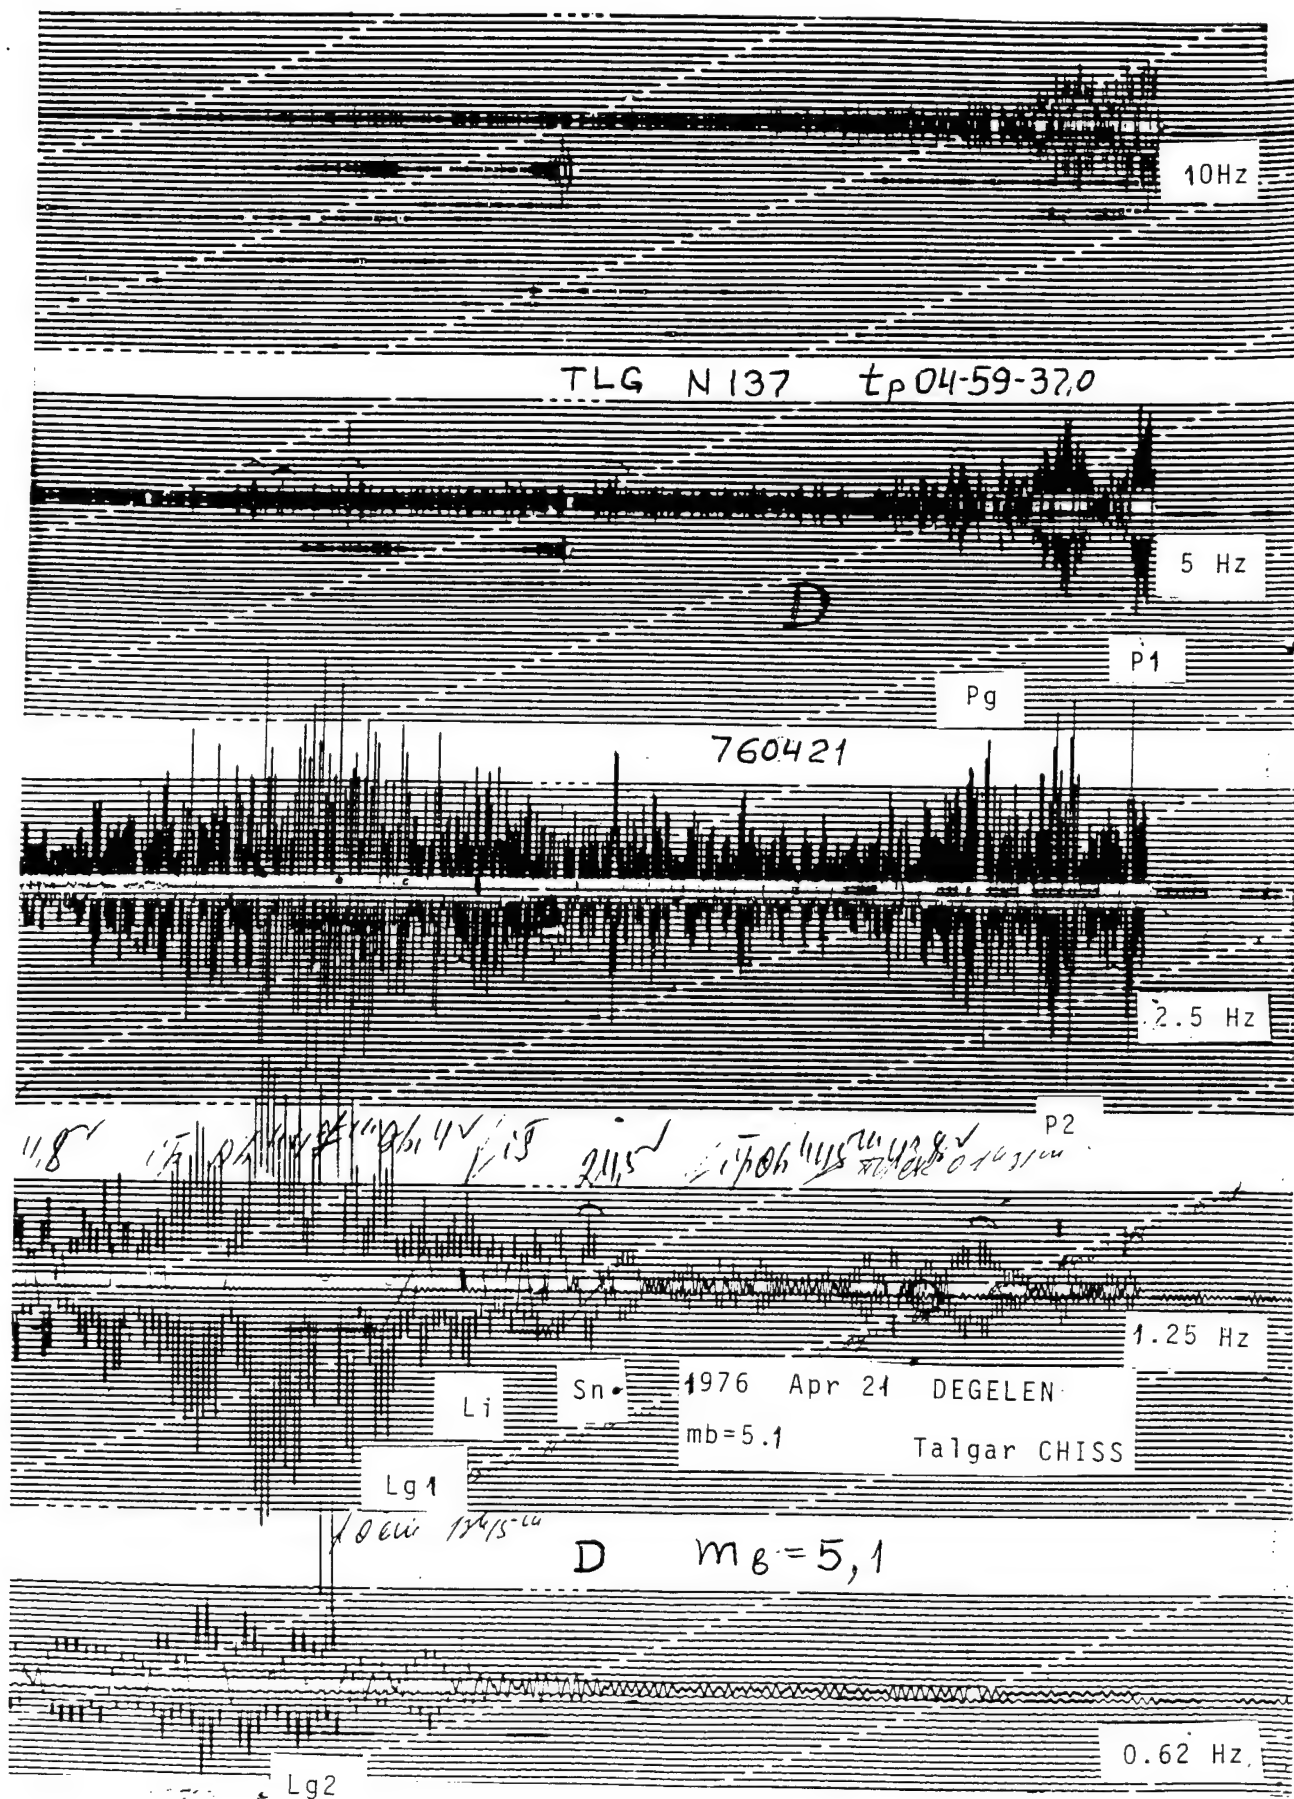 10Hz
TLG N 137 tp 04-59-37,0
5 Hz
D
P1
Pg
760421
2.5 Hz
P2
11,8
1.25 Hz
Sn
Li
1976 Apr 21 DEGELEN
mb=5.1
Talgar CHISS
Lg1
D mв=5,1
0.62 Hz
Lg2